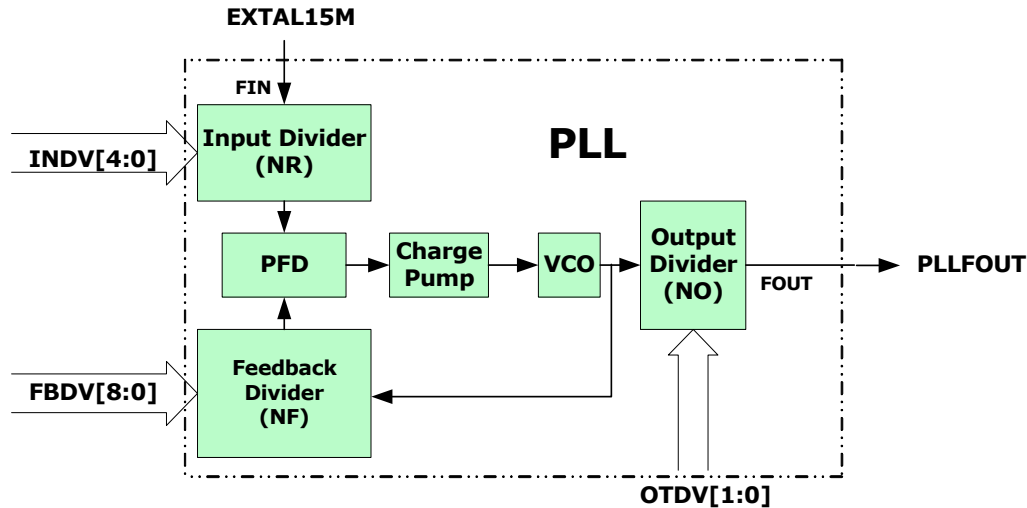 EXTAL15M
FIN
Input Divider
(NR)
PLL
INDV[4:0]
PFD
Charge
Pump
VCO
Output
Divider
(NO)
FOUT
PLLFOUT
Feedback
Divider
(NF)
FBDV[8:0]
OTDV[1:0]